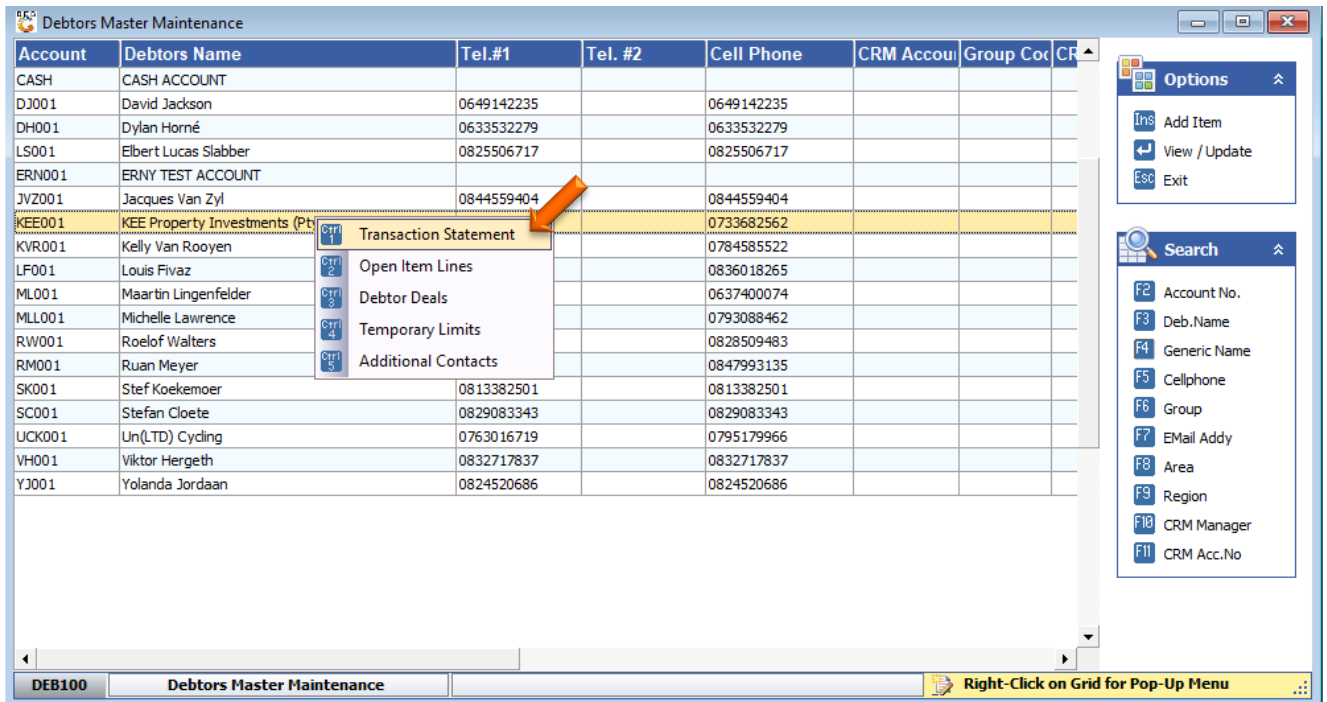 Debtors Master Maintenance
Account Debtors Name Tel.#1 Tel. #2 Cell Phone CRM Accou Group Coc CR
CASH CASH ACCOUNT
DJ001 David Jackson 0649142235 0649142235
DH001 Dylan Horné 0633532279 0633532279
LS001 Elbert Lucas Slabber 0825506717 0825506717
ERN001 ERNY TEST ACCOUNT
JVZ001 Jacques Van Zyl 0844559404 0844559404
KEE001 KEE Property Investments (Pty 0733682562
KVR001 Kelly Van Rooyen 0784585522
LF001 Louis Fivaz 0836018265
ML001 Maartin Lingenfelder 0637400074
MLL001 Michelle Lawrence 0793088462
RW001 Roelof Walters 0828509483
RM001 Ruan Meyer 0847993135
SK001 Stef Koekemoer 0813382501 0813382501
SC001 Stefan Cloete 0829083343 0829083343
UCK001 Un(LTD) Cycling 0763016719 0795179966
VH001 Viktor Hergeth 0832717837 0832717837
YJ001 Yolanda Jordaan 0824520686 0824520686
Ctrl 1 Transaction Statement
Ctrl 2 Open Item Lines
Ctrl 3 Debtor Deals
Ctrl 4 Temporary Limits
Ctrl 5 Additional Contacts
Options
Ins Add Item
View / Update
Esc Exit
Search
F2 Account No.
F3 Deb.Name
F4 Generic Name
F5 Cellphone
F6 Group
F7 EMail Addy
F8 Area
F9 Region
F10 CRM Manager
F11 CRM Acc.No
DEB100 Debtors Master Maintenance Right-Click on Grid for Pop-Up Menu